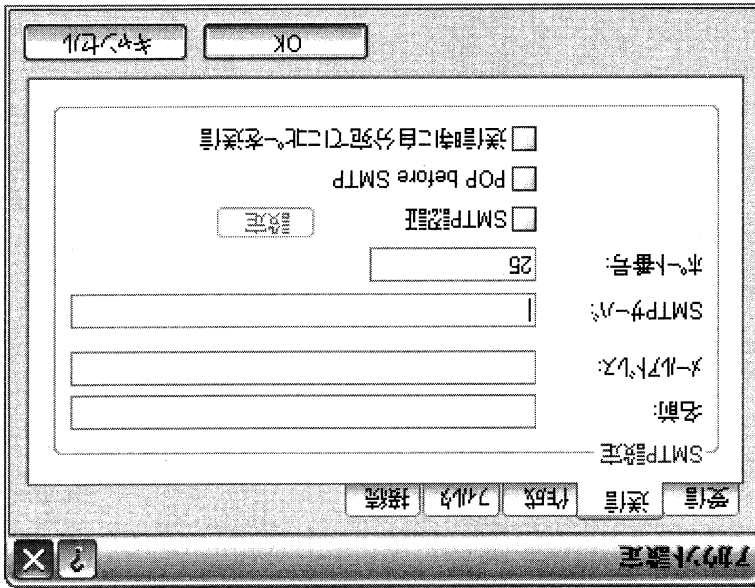 アカウント設定
?
受信 送信 作成 フィルタ 接続
SMTP設定
名前:
メールアドレス:
SMTPサーバ:
ポート番号: 25
SMTP認証 設定
POP before SMTP
送信時に自分宛てにコピーを送信
OK キャンセル